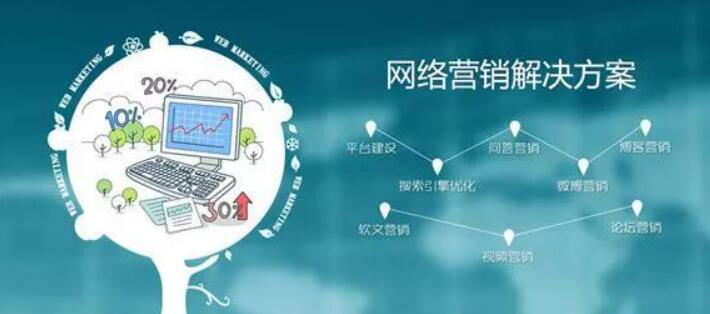 WEB MARKETING
WEB MARKETING
WEB MARKETING
WEB MARKETING
20%
10%
30%
网络营销解决方案
平台建设
问答营销
博客营销
搜索引擎优化
微博营销
软文营销
论坛营销
视频营销